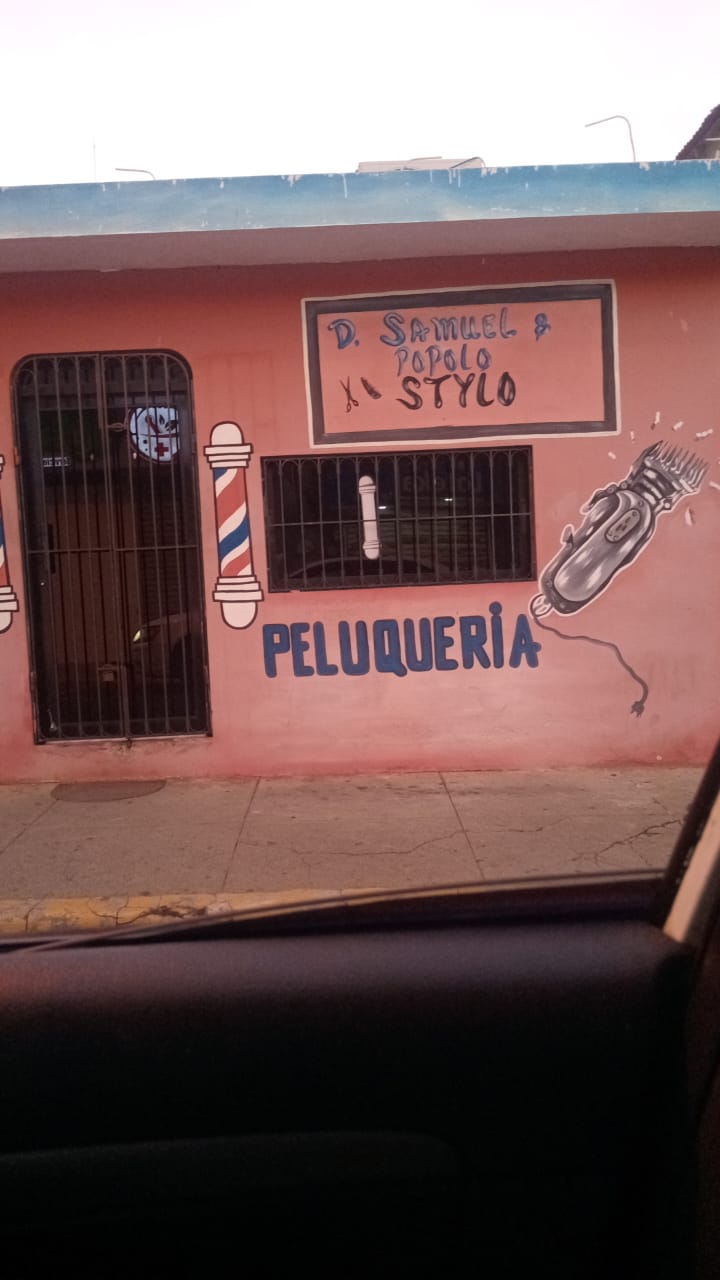 D. SAMUEL &
POPOLO
STYLO
PELUQUERiA